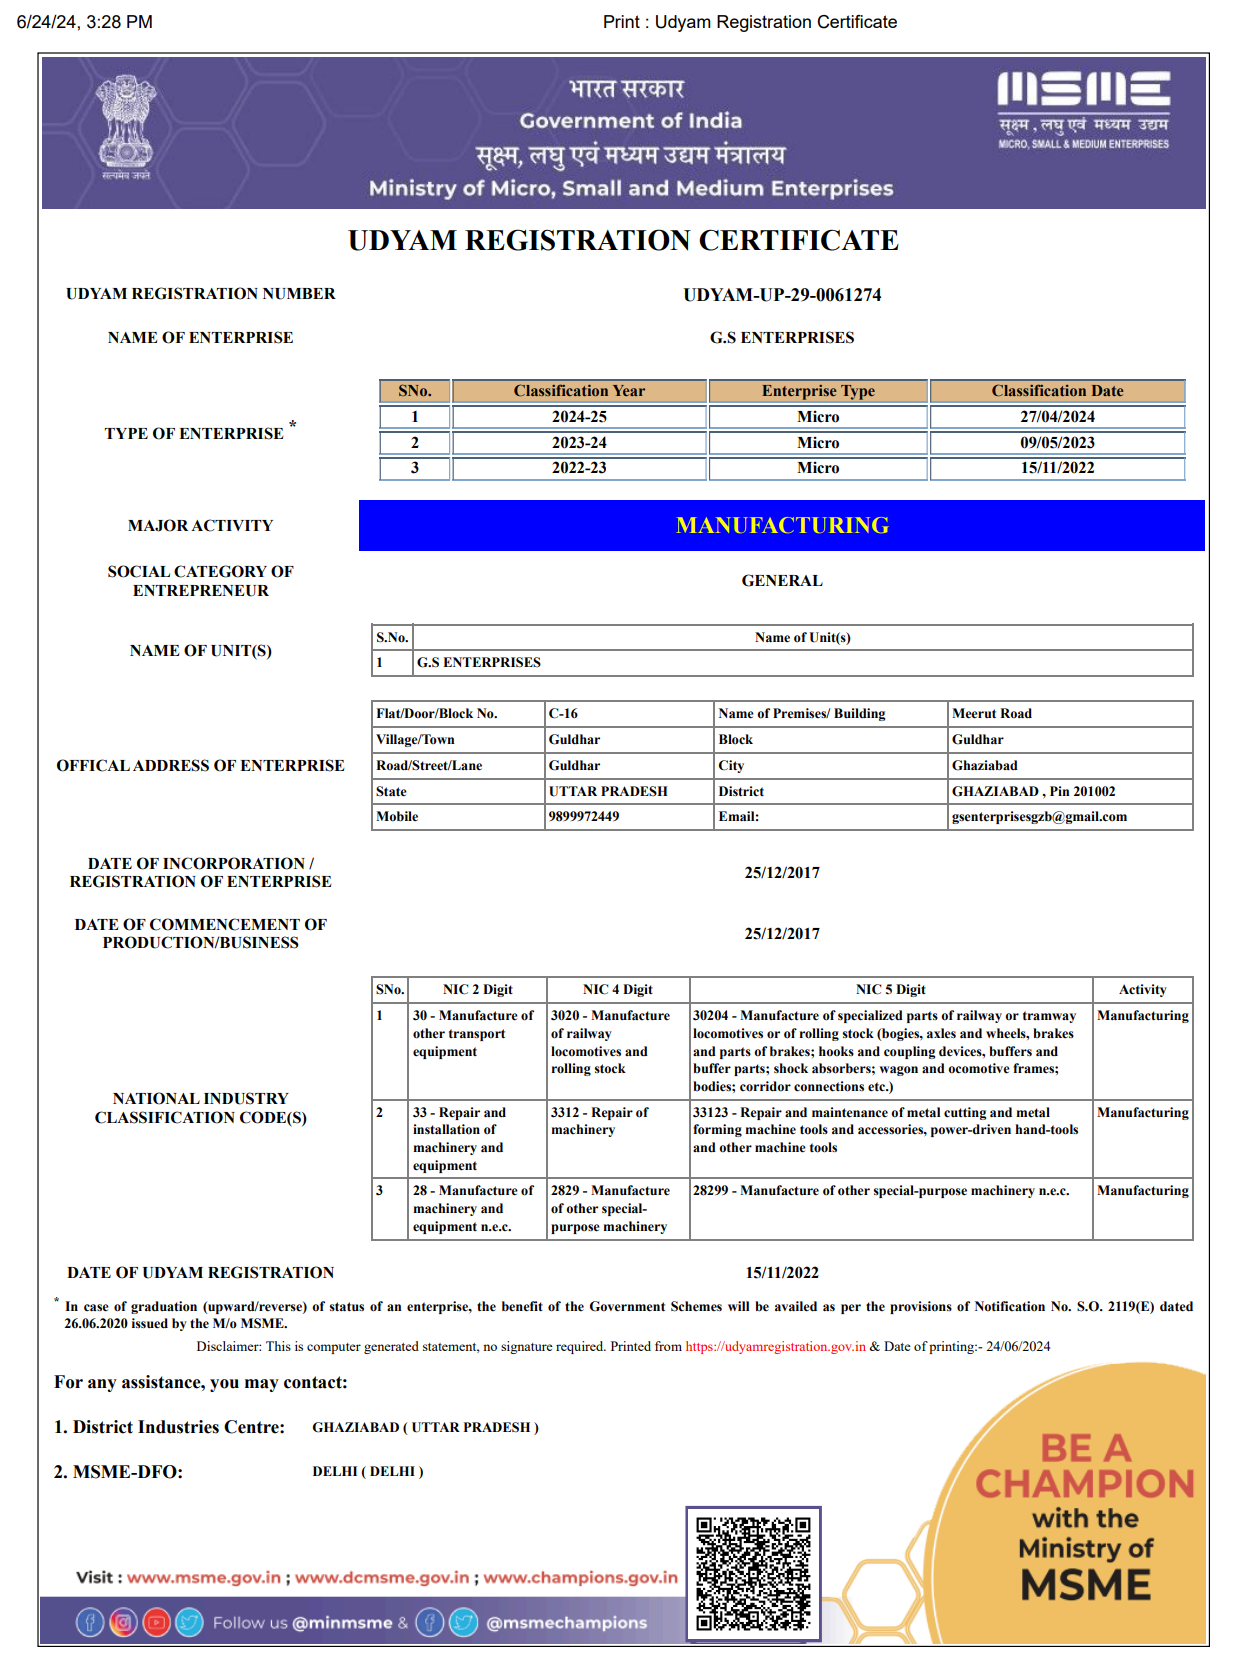 6/24/24, 3:28 PM Print : Udyam Registration Certificate
सत्यमेव जयते
भारत सरकार
Government of India
सूक्ष्म, लघु एवं मध्यम उद्यम मंत्रालय
Ministry of Micro, Small and Medium Enterprises
MSME
सूक्ष्म , लघु एवं मध्यम उद्यम
MICRO, SMALL & MEDIUM ENTERPRISES
UDYAM REGISTRATION CERTIFICATE
UDYAM REGISTRATION NUMBER UDYAM-UP-29-0061274
NAME OF ENTERPRISE G.S ENTERPRISES
TYPE OF ENTERPRISE *
SNo. Classification Year Enterprise Type Classification Date
1 2024-25 Micro 27/04/2024
2 2023-24 Micro 09/05/2023
3 2022-23 Micro 15/11/2022
MAJOR ACTIVITY MANUFACTURING
SOCIAL CATEGORY OF
ENTREPRENEUR
GENERAL
NAME OF UNIT(S)
S.No. Name of Unit(s)
1 G.S ENTERPRISES
OFFICAL ADDRESS OF ENTERPRISE
Flat/Door/Block No. C-16 Name of Premises/ Building Meerut Road
Village/Town Guldhar Block Guldhar
Road/Street/Lane Guldhar City Ghaziabad
State UTTAR PRADESH District GHAZIABAD , Pin 201002
Mobile 9899972449 Email: gsenterprisesgzb@gmail.com
DATE OF INCORPORATION /
REGISTRATION OF ENTERPRISE
25/12/2017
DATE OF COMMENCEMENT OF
PRODUCTION/BUSINESS
25/12/2017
NATIONAL INDUSTRY
CLASSIFICATION CODE(S)
SNo. NIC 2 Digit NIC 4 Digit NIC 5 Digit Activity
1 30 - Manufacture of 3020 - Manufacture 30204 - Manufacture of specialized parts of railway or tramway Manufacturing
other transport of railway locomotives or of rolling stock (bogies, axles and wheels, brakes
equipment locomotives and and parts of brakes; hooks and coupling devices, buffers and
rolling stock buffer parts; shock absorbers; wagon and ocomotive frames;
bodies; corridor connections etc.)
2 33 - Repair and 3312 - Repair of 33123 - Repair and maintenance of metal cutting and metal Manufacturing
installation of machinery forming machine tools and accessories, power-driven hand-tools
machinery and and other machine tools
equipment
3 28 - Manufacture of 2829 - Manufacture 28299 - Manufacture of other special-purpose machinery n.e.c. Manufacturing
machinery and of other special-
equipment n.e.c. purpose machinery
DATE OF UDYAM REGISTRATION 15/11/2022
* In case of graduation (upward/reverse) of status of an enterprise, the benefit of the Government Schemes will be availed as per the provisions of Notification No. S.O. 2119(E) dated
26.06.2020 issued by the M/o MSME.
Disclaimer: This is computer generated statement, no signature required. Printed from https://udyamregistration.gov.in & Date of printing:- 24/06/2024
For any assistance, you may contact:
1. District Industries Centre: GHAZIABAD ( UTTAR PRADESH )
2. MSME-DFO: DELHI ( DELHI )
BE A
CHAMPION
with the
Ministry of
MSME
Visit : www.msme.gov.in ; www.dcmsme.gov.in ; www.champions.gov.in
Follow us @minmsme & @msmechampions